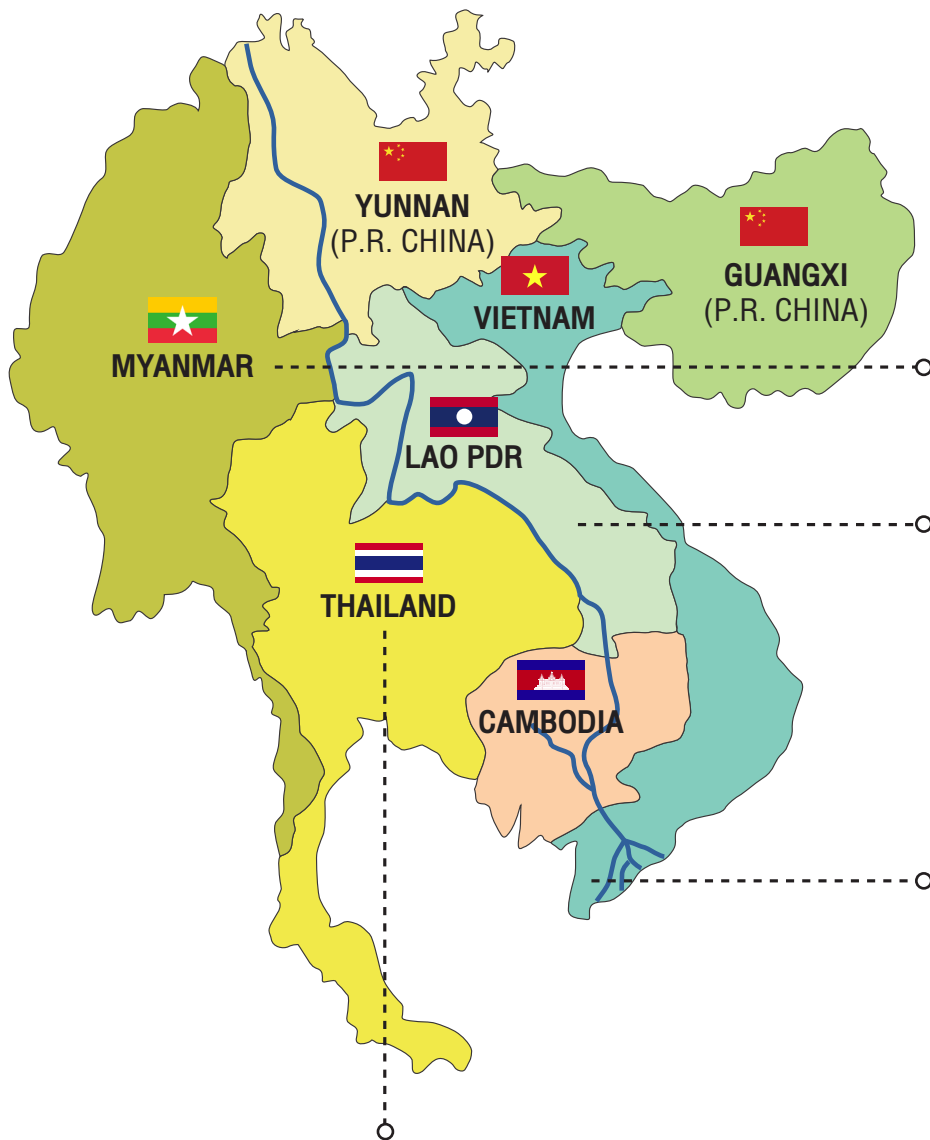 YUNNAN
(P.R. CHINA)
GUANGXI
(P.R. CHINA)
VIETNAM
MYANMAR
LAO PDR
THAILAND
CAMBODIA